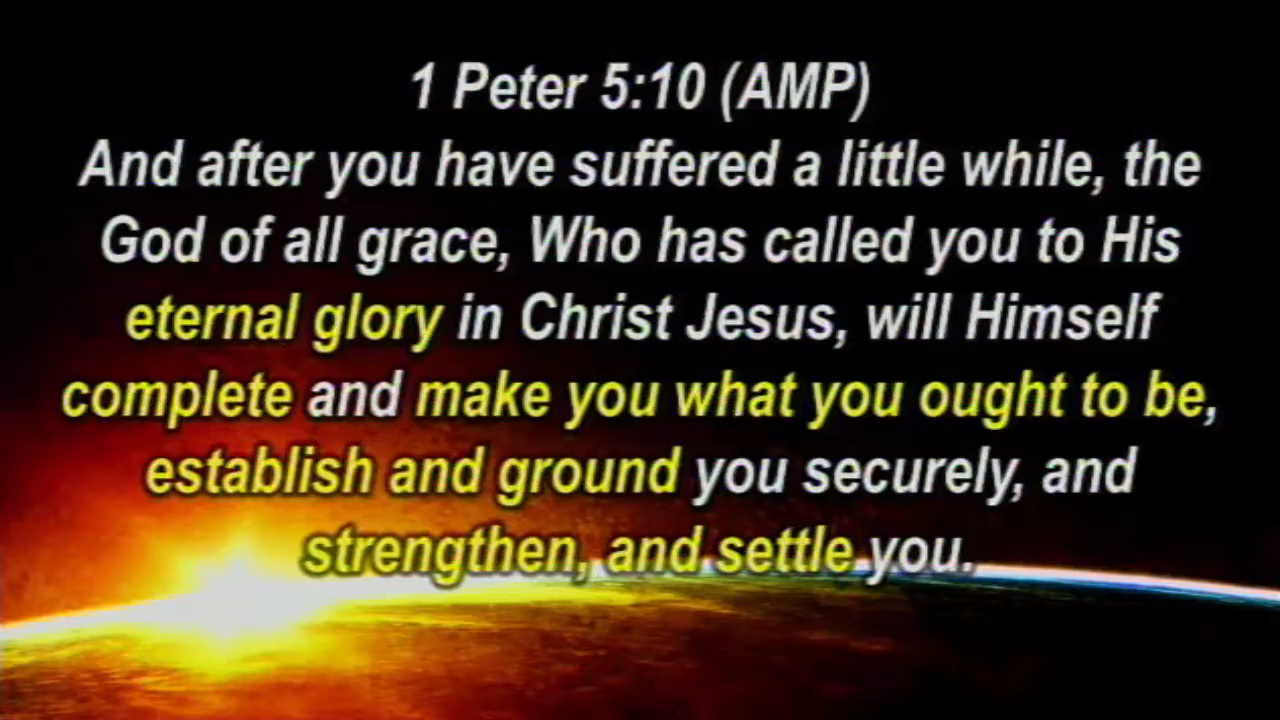 1 Peter 5:10 (AMP)
And after you have suffered a little while, the
God of all grace, Who has called you to His
eternal glory in Christ Jesus, will Himself
complete and make you what you ought to be,
establish and ground you securely, and
strengthen, and settle you.